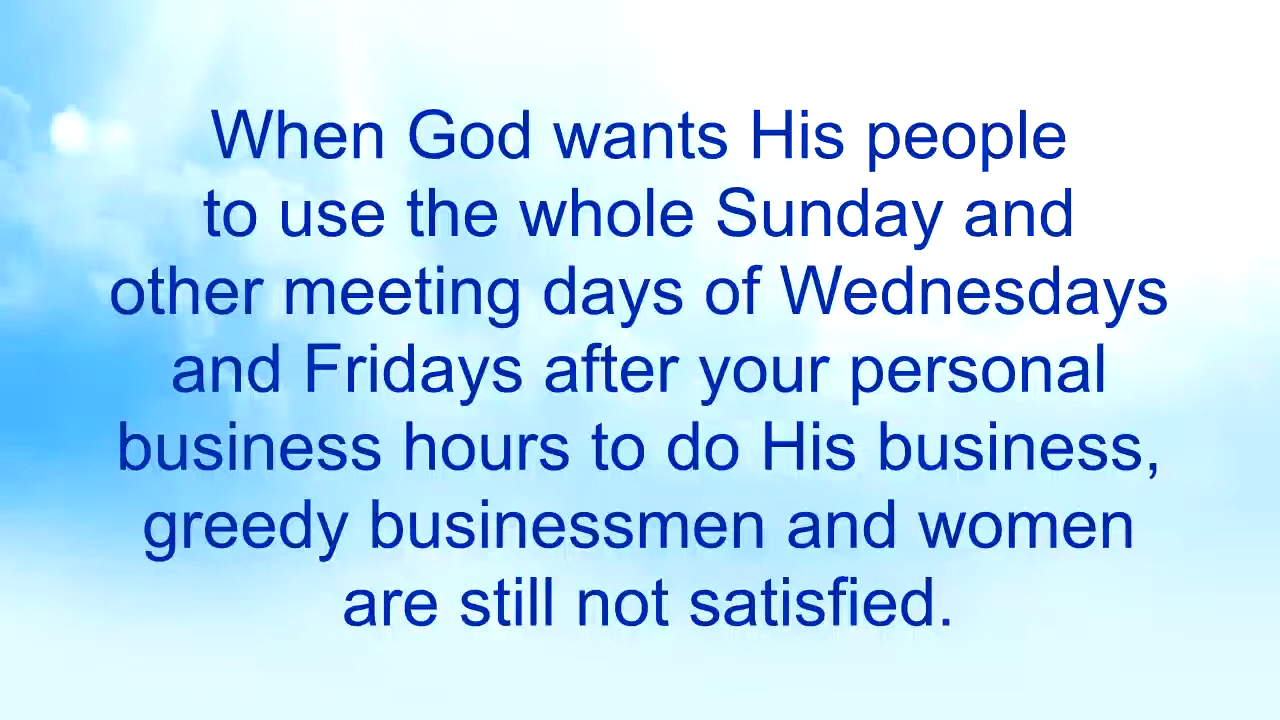 When God wants His people
to use the whole Sunday and
other meeting days of Wednesdays
and Fridays after your personal
business hours to do His business,
greedy businessmen and women
are still not satisfied.